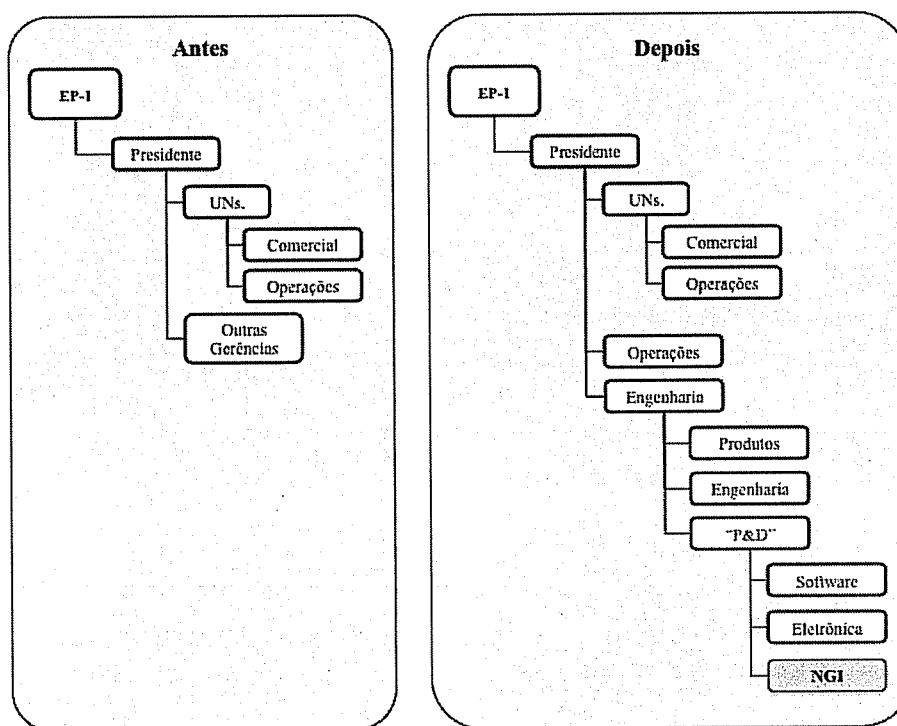 Antes
EP-1
Presidente
UNs.
Comercial
Operações
Outras
Gerências
Depois
EP-1
Presidente
UNs.
Comercial
Operações
Operações
Engenharia
Produtos
Engenharia
"P&D"
Software
Eletrônica
NGI